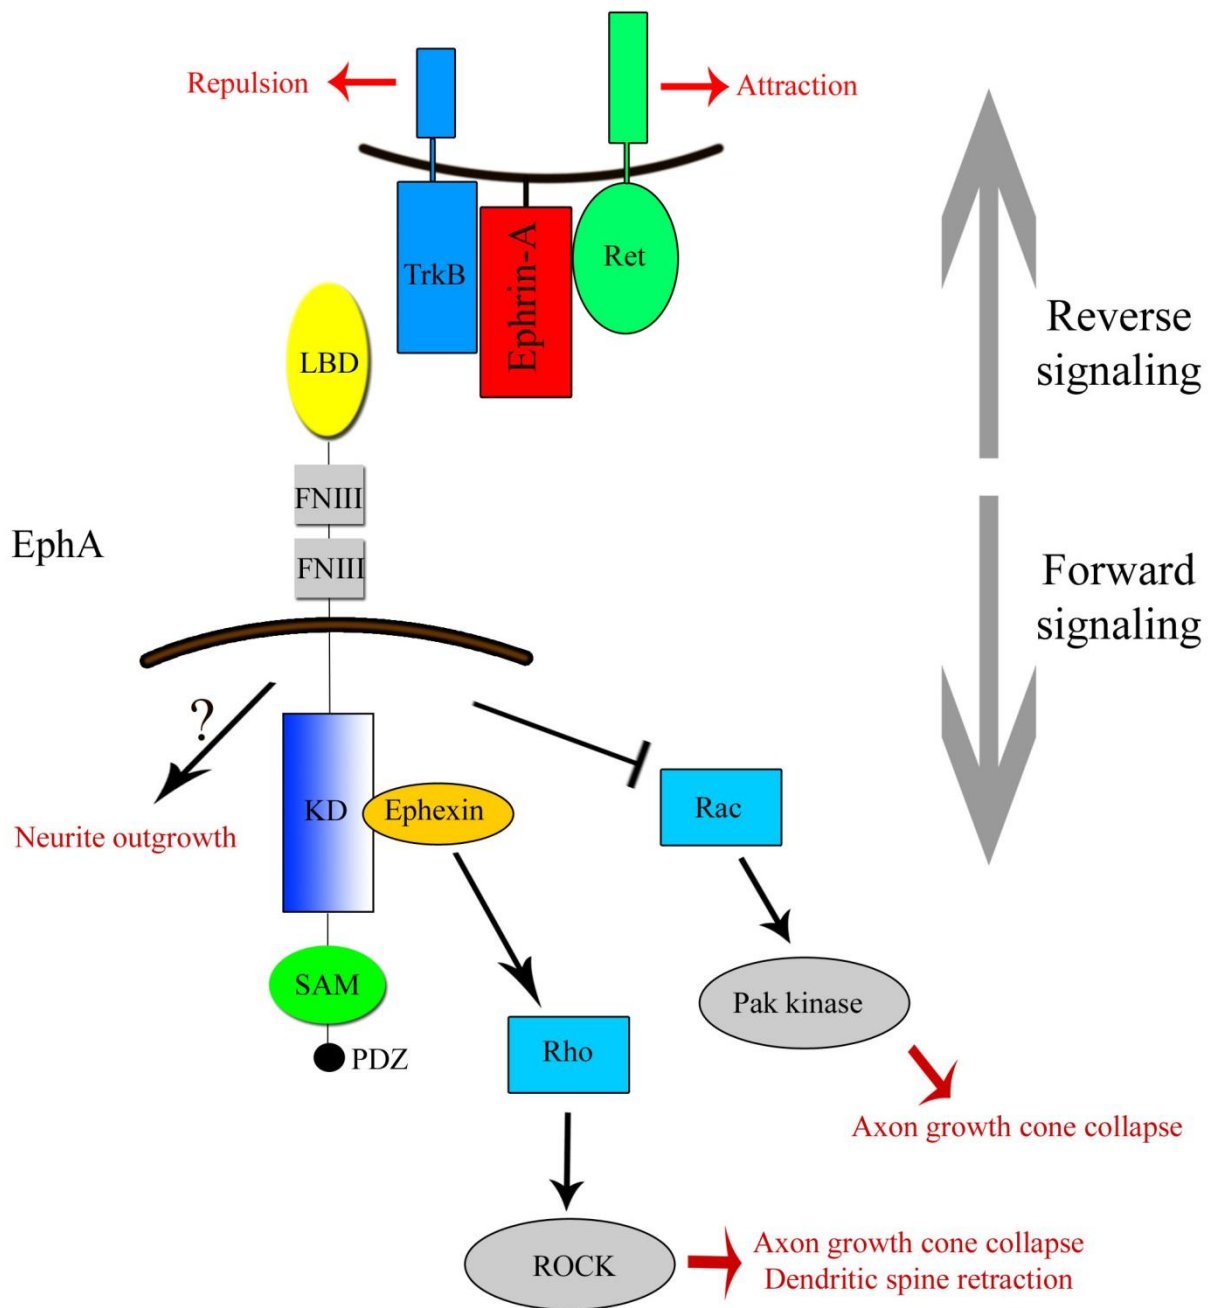 Repulsion
Attraction
TrkB
Ephrin-A
Ret
LBD
Reverse
signaling
FNIII
EphA
FNIII
Forward
signaling
?
KD
Ephexin
Rac
Neurite outgrowth
SAM
Pak kinase
PDZ
Rho
Axon growth cone collapse
ROCK
Axon growth cone collapse
Dendritic spine retraction